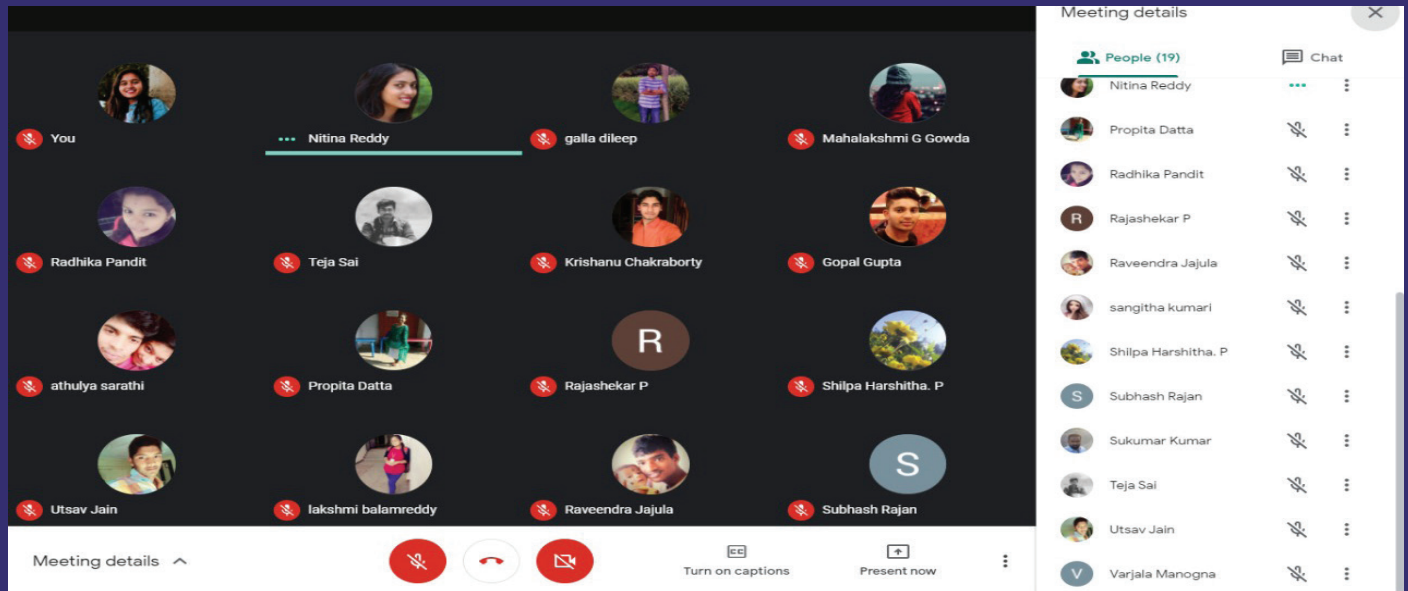 You
Nitina Reddy
galla dileep
Mahalakshmi G Gowda
Radhika Pandit
Teja Sai
Krishanu Chakraborty
Gopal Gupta
R
athulya sarathi
Propita Datta
Rajashekar P
Shilpa Harshitha. P
S
Utsav Jain
lakshmi balamreddy
Raveendra Jajula
Subhash Rajan
Meeting details
CC
Turn on captions
Present now
Meeting details
People (19)
Chat
Nitina Reddy
Propita Datta
Radhika Pandit
R
Rajashekar P
Raveendra Jajula
sangitha kumari
Shilpa Harshitha. P
S
Subhash Rajan
Sukumar Kumar
Teja Sai
Utsav Jain
V
Varjala Manogna